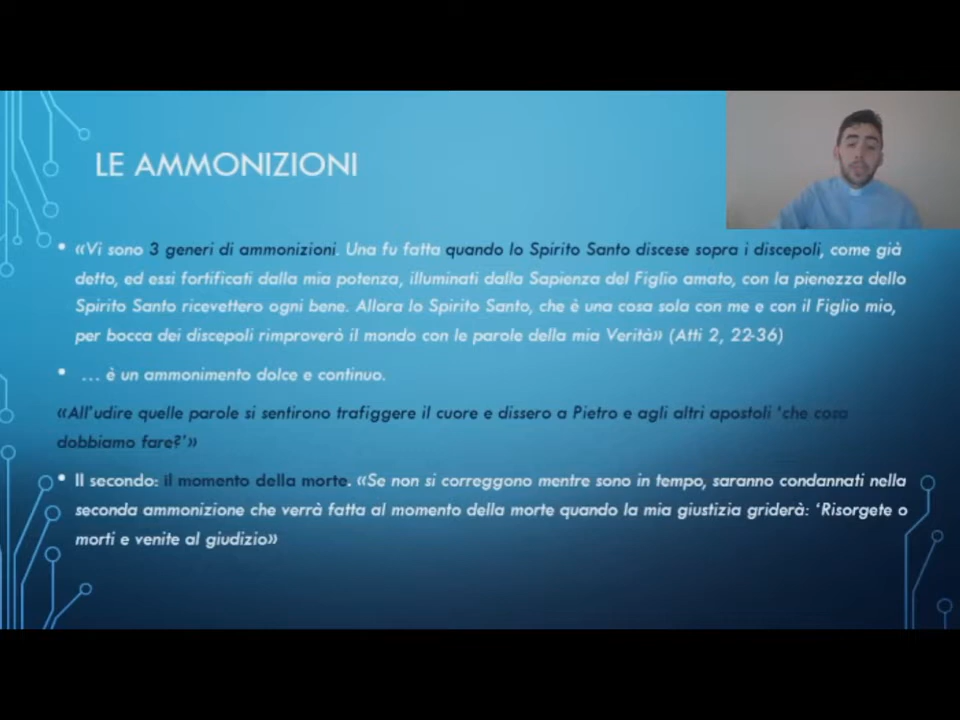 LE AMMONIZIONI
• «Vi sono 3 generi di ammonizioni. Una fu fatta quando lo Spirito Santo discese sopra i discepoli, come già
detto, ed essi fortificati dalla mia potenza, illuminati dalla Sapienza del Figlio amato, con la pienezza dello
Spirito Santo ricevettero ogni bene. Allora lo Spirito Santo, che è una cosa sola con me e con il Figlio mio,
per bocca dei discepoli rimproverò il mondo con le parole della mia Verità» (Atti 2, 22-36)
• … è un ammonimento dolce e continuo.
«All'udire quelle parole si sentirono trafiggere il cuore e dissero a Pietro e agli altri apostoli 'che cosa
dobbiamo fare?'»
• Il secondo: il momento della morte. «Se non si correggono mentre sono in tempo, saranno condannati nella
seconda ammonizione che verrà fatta al momento della morte quando la mia giustizia griderà: 'Risorgete o
morti e venite al giudizio»